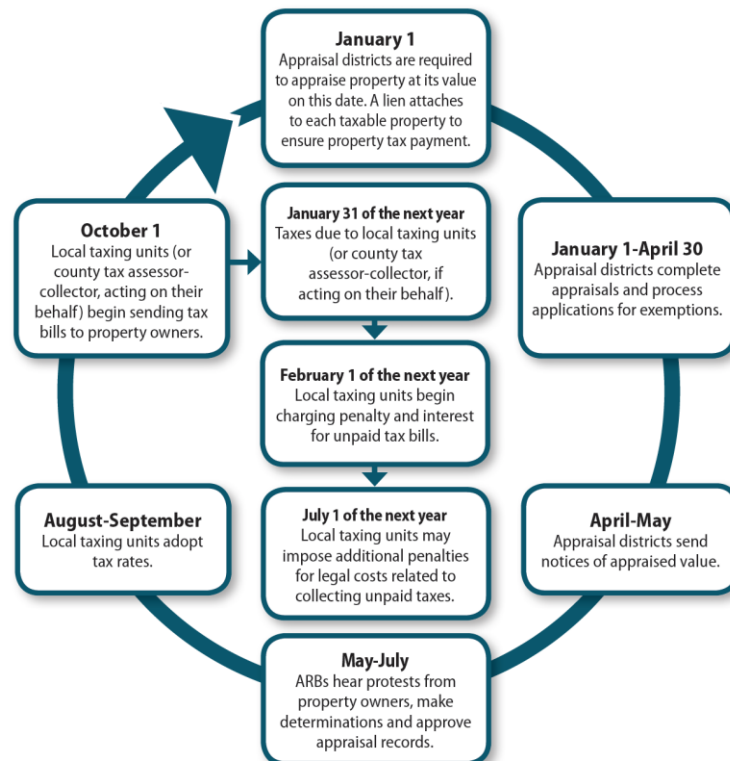 January 1
Appraisal districts are required
to appraise property at its value
on this date. A lien attaches
to each taxable property to
ensure property tax payment.
January 1-April 30
Appraisal districts complete
appraisals and process
applications for exemptions.
April-May
Appraisal districts send
notices of appraised value.
May-July
ARBs hear protests from
property owners, make
determinations and approve
appraisal records.
August-September
Local taxing units adopt
tax rates.
October 1
Local taxing units (or
county tax assessor-
collector, acting on their
behalf) begin sending tax
bills to property owners.
January 31 of the next year
Taxes due to local taxing units
(or county tax
assessor-collector, if
acting on their behalf).
February 1 of the next year
Local taxing units begin
charging penalty and interest
for unpaid tax bills.
July 1 of the next year
Local taxing units may
impose additional penalties
for legal costs related to
collecting unpaid taxes.